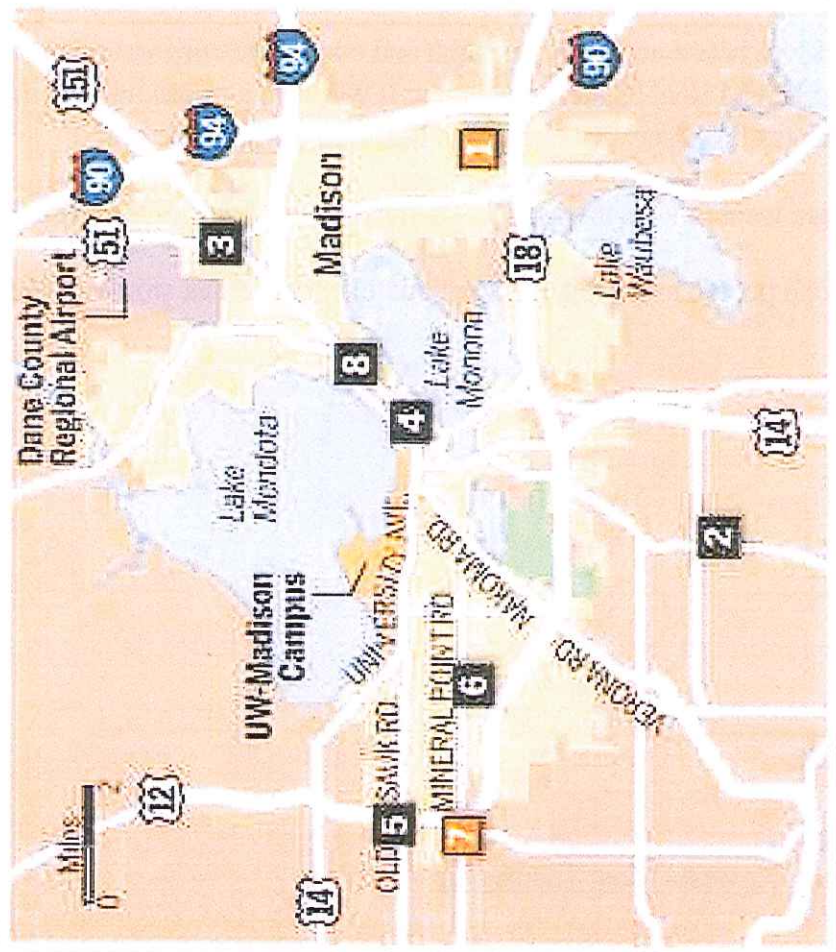 Dane County
Regional Airport
Miles
0 2
151
90
51
12
94
3
Lake
Mendota
UW-Madison
Campus
94
14
Madison
8
UNIVERSITY AVE.
OLD SAUK RD.
5
4
Lake
Monona
MINERAL POINT RD.
7
6
1
NAKOMA RD
18
VERONA RD
90
Lake
Waubesa
2
14